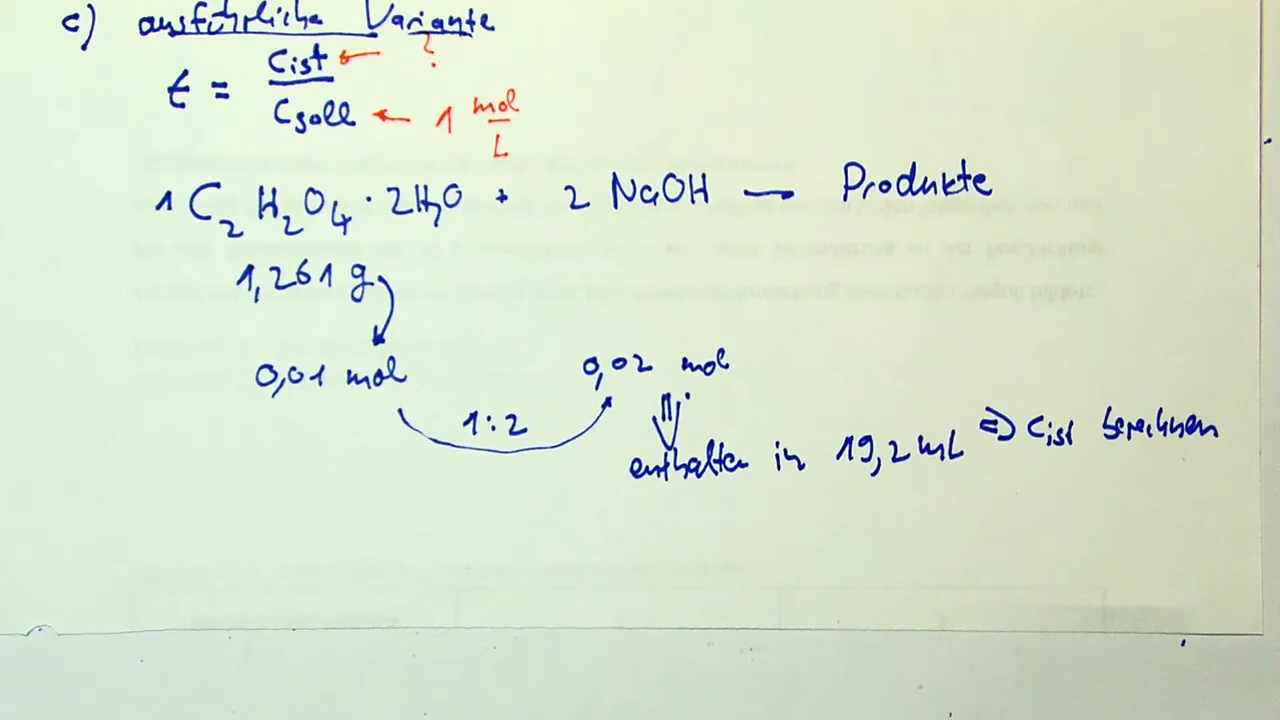 c) ausführliche Variante
t = Cist / Csoll ← ?
← 1 mol/L
1 C₂H₂O₄ · 2H₂O + 2 NaOH — Produkte
1,261 g
0,01 mol 0,02 mol
1:2
enthalten in 19,2 mL ⇒ Cist berechnen